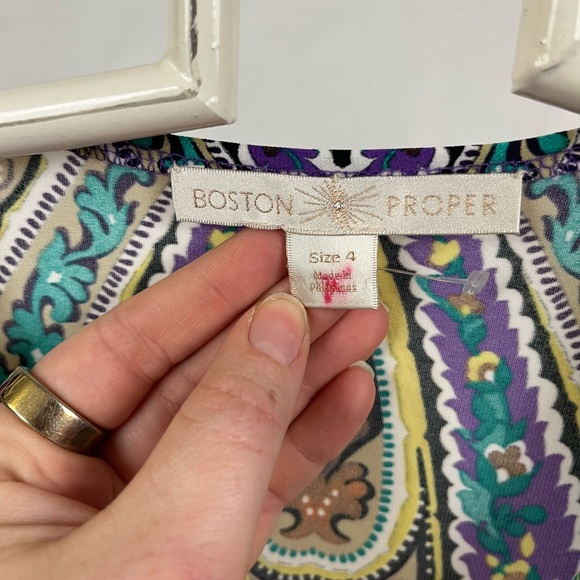 BOSTON PROPER
Size 4
Made in
Philippines